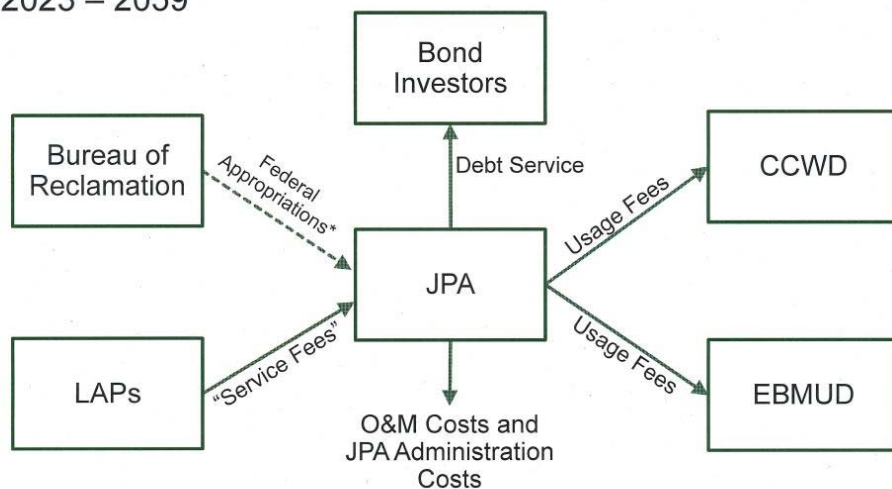 2023 – 2059
Bond
Investors
Bureau of
Reclamation
Federal
Appropriations*
Debt Service
CCWD
Usage Fees
JPA
LAPs
“Service Fees”
Usage Fees
EBMUD
O&M Costs and
JPA Administration
Costs